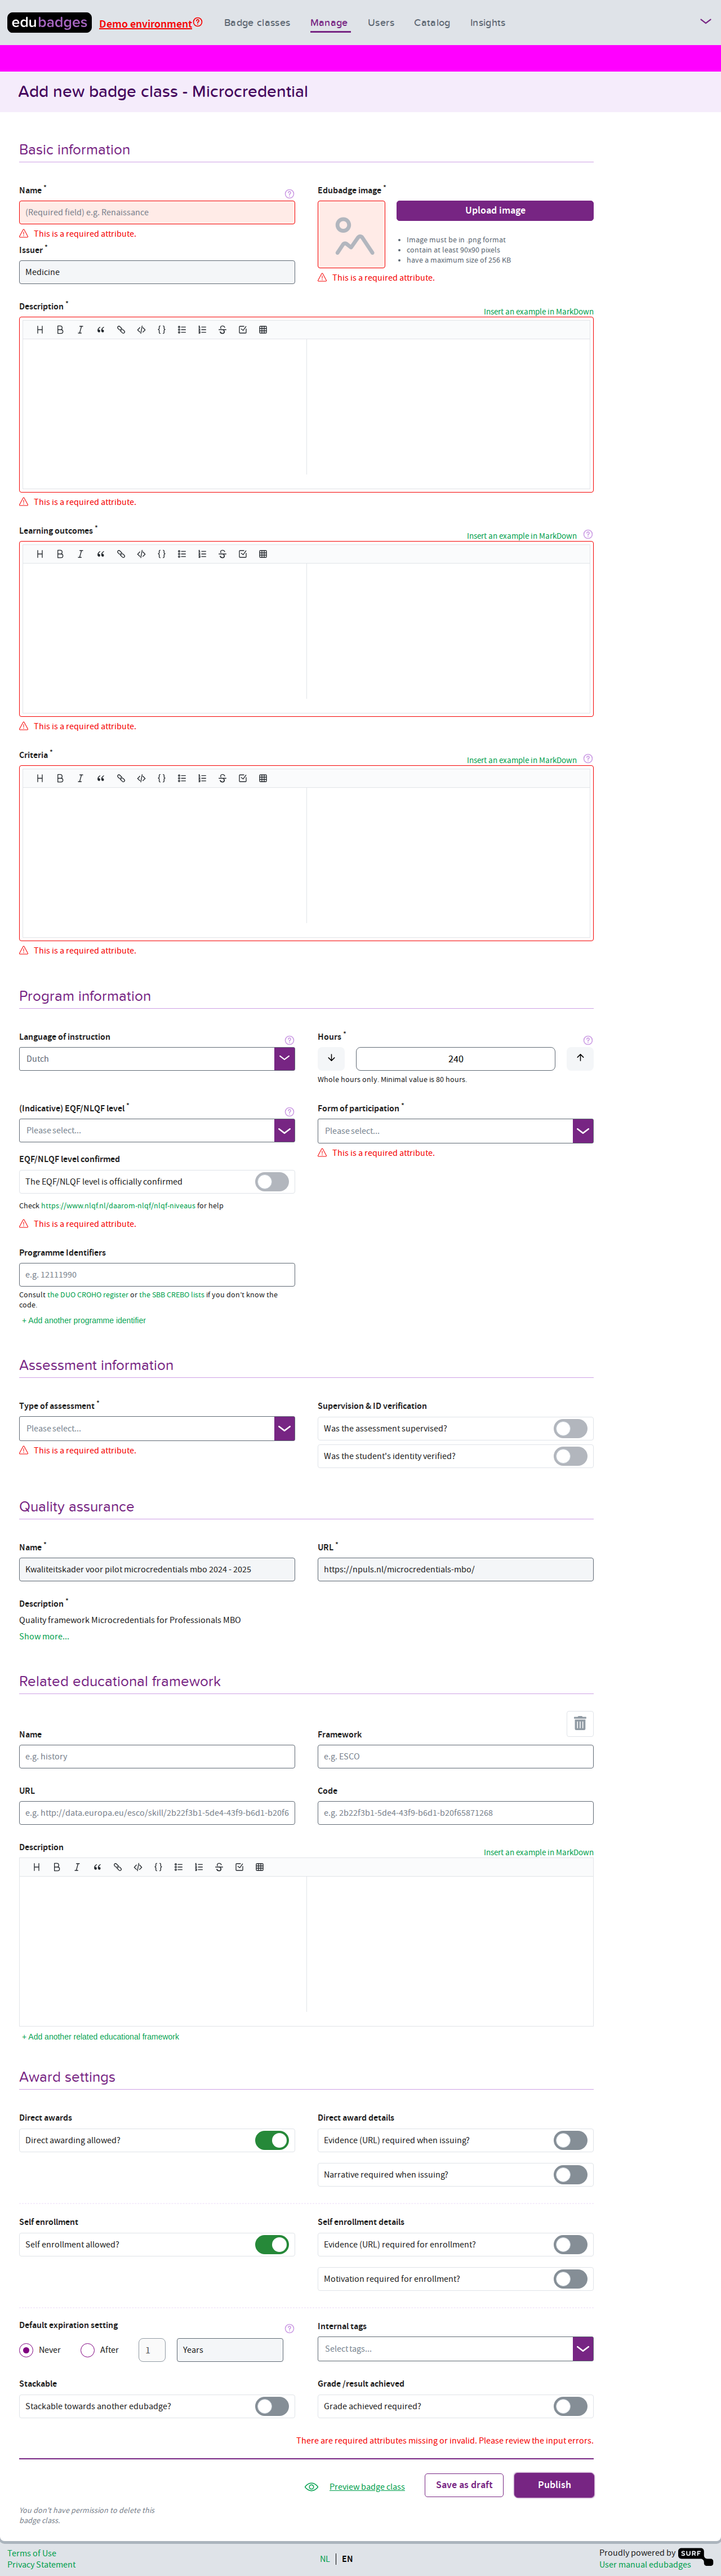 edubadges Demo environment Badge classes Manage Users Catalog Insights
Add new badge class - Microcredential
Basic information
Name *
(Required field) e.g. Renaissance
This is a required attribute.
Issuer *
Medicine
Edubadge image *
Upload image
Image must be in .png format
contain at least 90x90 pixels
have a maximum size of 256 KB
This is a required attribute.
Description *
Insert an example in MarkDown
This is a required attribute.
Learning outcomes *
Insert an example in MarkDown
This is a required attribute.
Criteria *
Insert an example in MarkDown
This is a required attribute.
Program information
Language of instruction
Dutch
Hours *
240
Whole hours only. Minimal value is 80 hours.
(Indicative) EQF/NLQF level *
Please select...
EQF/NLQF level confirmed
The EQF/NLQF level is officially confirmed
Check https://www.nlqf.nl/daarom-nlqf/nlqf-niveaus for help
This is a required attribute.
Form of participation *
Please select...
This is a required attribute.
Programme Identifiers
e.g. 12111990
Consult the DUO CROHO register or the SBB CREBO lists if you don't know the
code.
+ Add another programme identifier
Assessment information
Type of assessment *
Please select...
This is a required attribute.
Supervision & ID verification
Was the assessment supervised?
Was the student's identity verified?
Quality assurance
Name *
Kwaliteitskader voor pilot microcredentials mbo 2024 - 2025
URL *
https://npuls.nl/microcredentials-mbo/
Description *
Quality framework Microcredentials for Professionals MBO
Show more...
Related educational framework
Name
e.g. history
Framework
e.g. ESCO
URL
e.g. http://data.europa.eu/esco/skill/2b22f3b1-5de4-43f9-b6d1-b20f6
Code
e.g. 2b22f3b1-5de4-43f9-b6d1-b20f65871268
Description
Insert an example in MarkDown
+ Add another related educational framework
Award settings
Direct awards
Direct awarding allowed?
Direct award details
Evidence (URL) required when issuing?
Narrative required when issuing?
Self enrollment
Self enrollment allowed?
Self enrollment details
Evidence (URL) required for enrollment?
Motivation required for enrollment?
Default expiration setting
Never After 1 Years
Internal tags
Select tags...
Stackable
Stackable towards another edubadge?
Grade /result achieved
Grade achieved required?
There are required attributes missing or invalid. Please review the input errors.
Preview badge class Save as draft Publish
You don't have permission to delete this
badge class.
Terms of Use
Privacy Statement
NL EN
Proudly powered by SURF
User manual edubadges